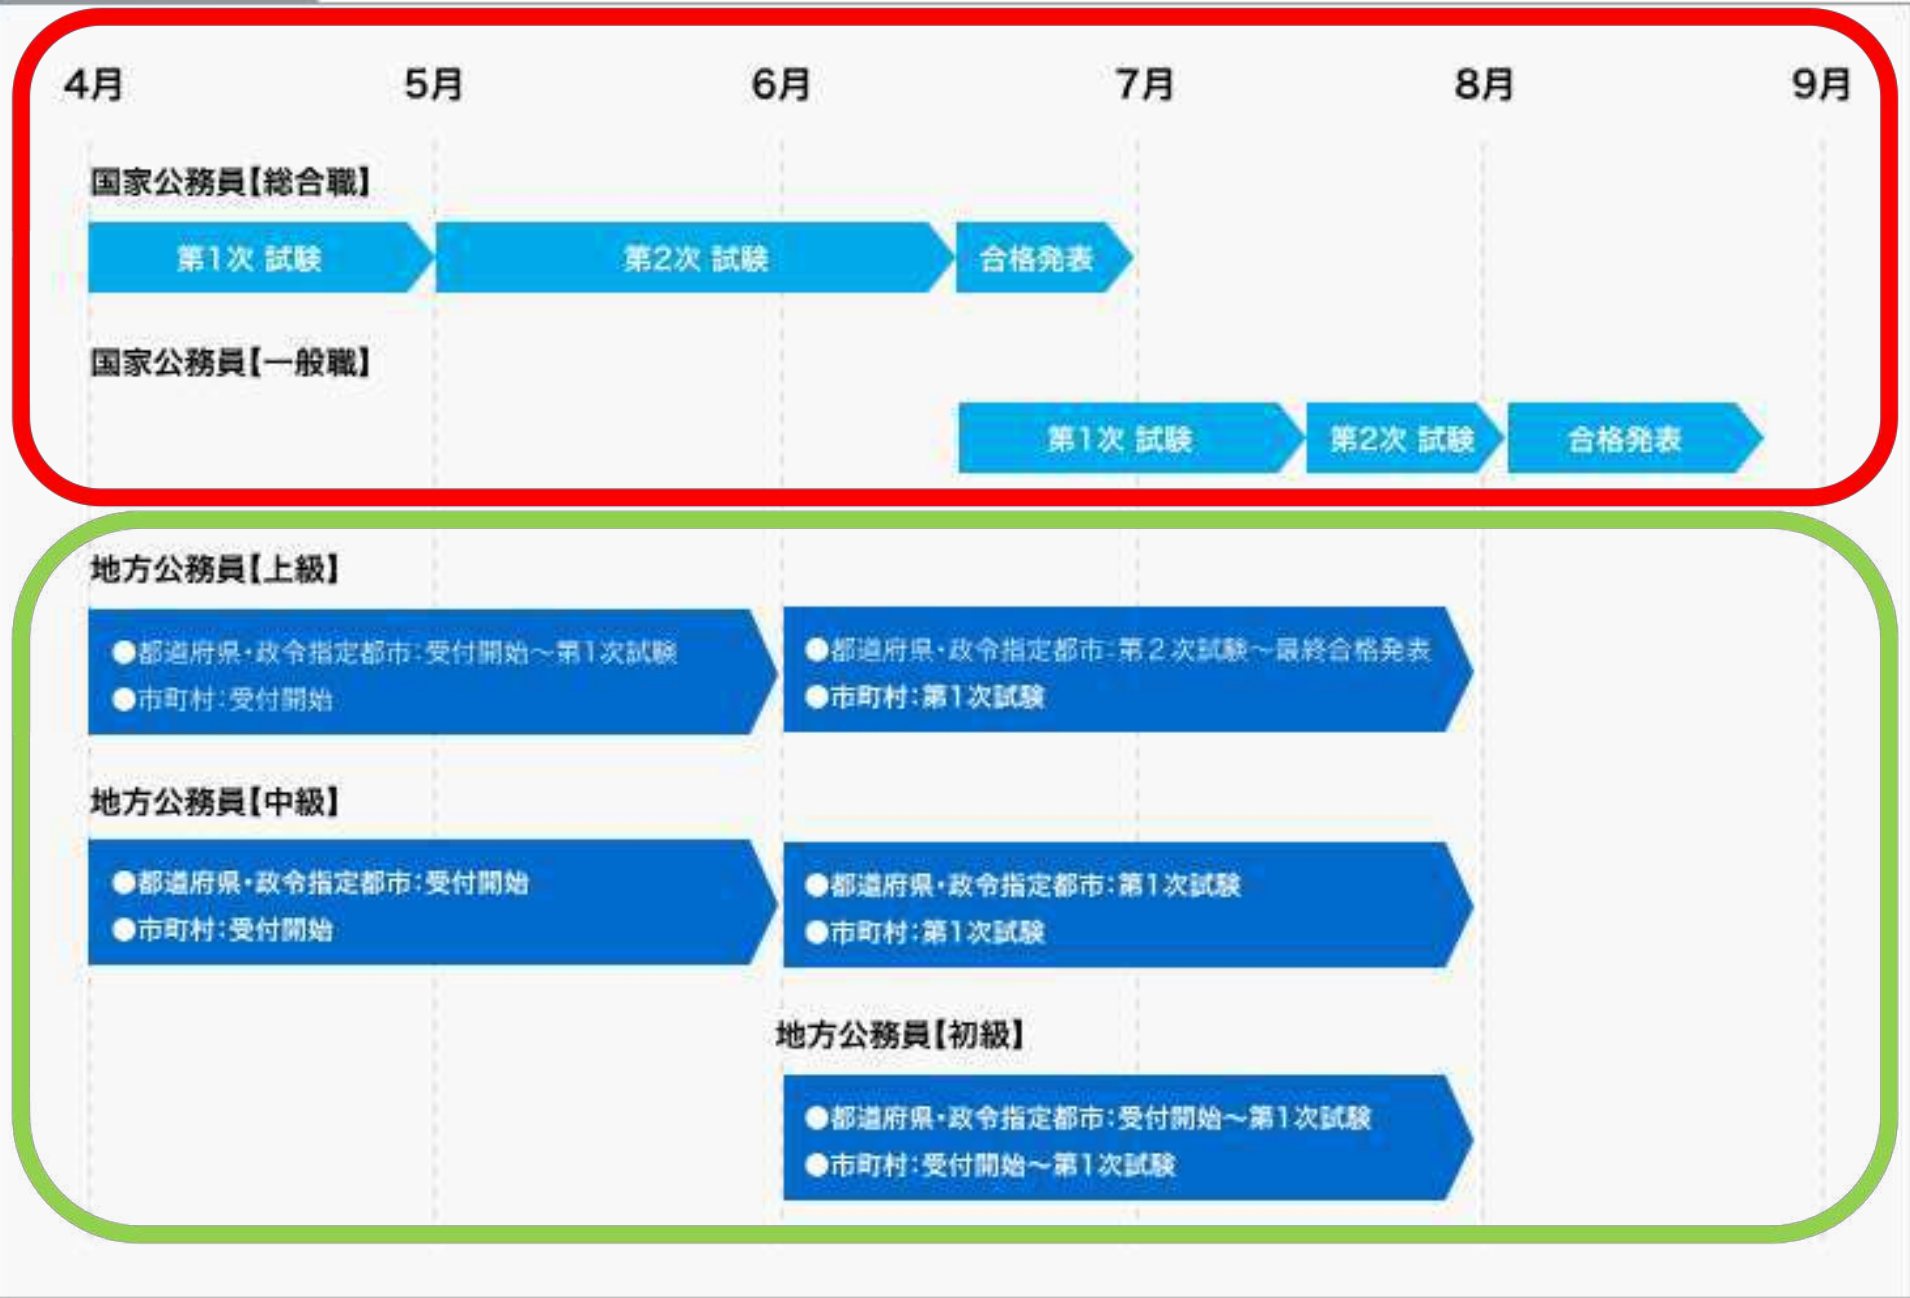 4月 5月 6月 7月 8月 9月
国家公務員【総合職】
第1次 試験 第2次 試験 合格発表
国家公務員【一般職】
第1次 試験 第2次 試験 合格発表
地方公務員【上級】
●都道府県・政令指定都市:受付開始〜第1次試験
●市町村:受付開始
●都道府県・政令指定都市:第2次試験〜最終合格発表
●市町村:第1次試験
地方公務員【中級】
●都道府県・政令指定都市:受付開始
●市町村:受付開始
●都道府県・政令指定都市:第1次試験
●市町村:第1次試験
地方公務員【初級】
●都道府県・政令指定都市:受付開始〜第1次試験
●市町村:受付開始〜第1次試験